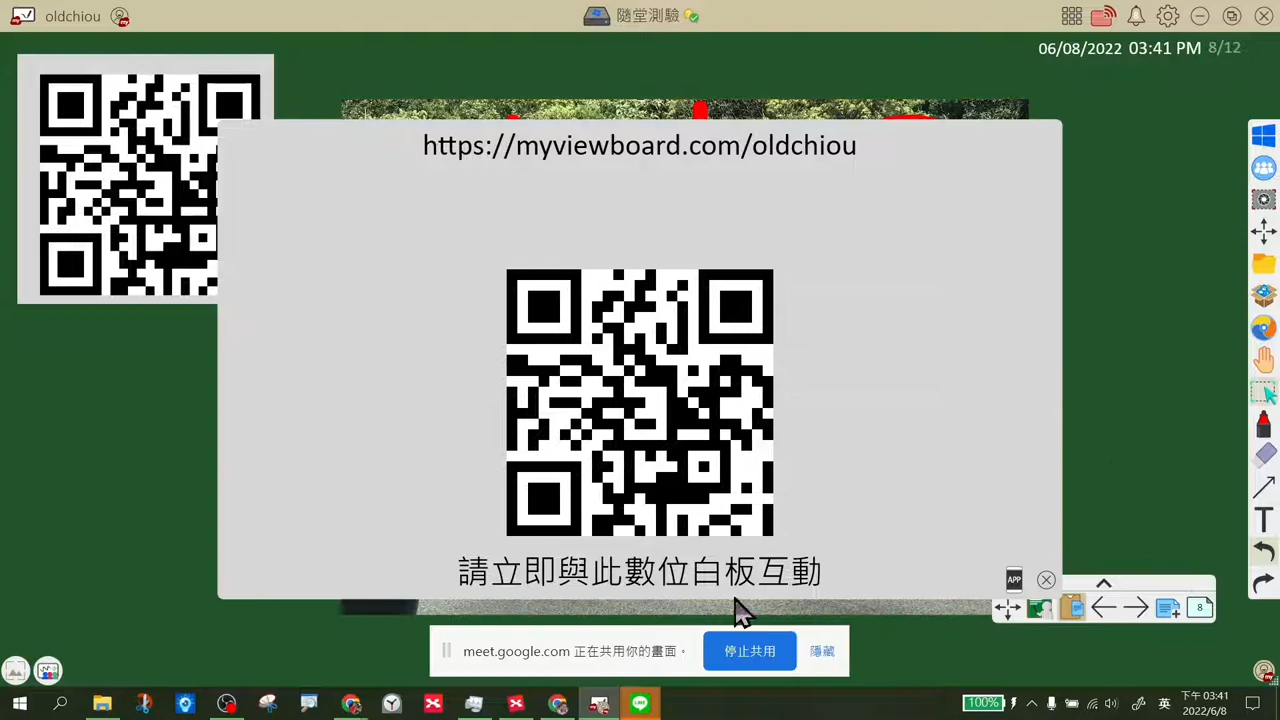 oldchiou
隨堂測驗
06/08/2022 03:41 PM 8/12
https://myviewboard.com/oldchiou
請立即與此數位白板互動
APP
8
meet.google.com 正在共用你的畫面。
停止共用
隱藏
100%
英
下午 03:41
2022/6/8